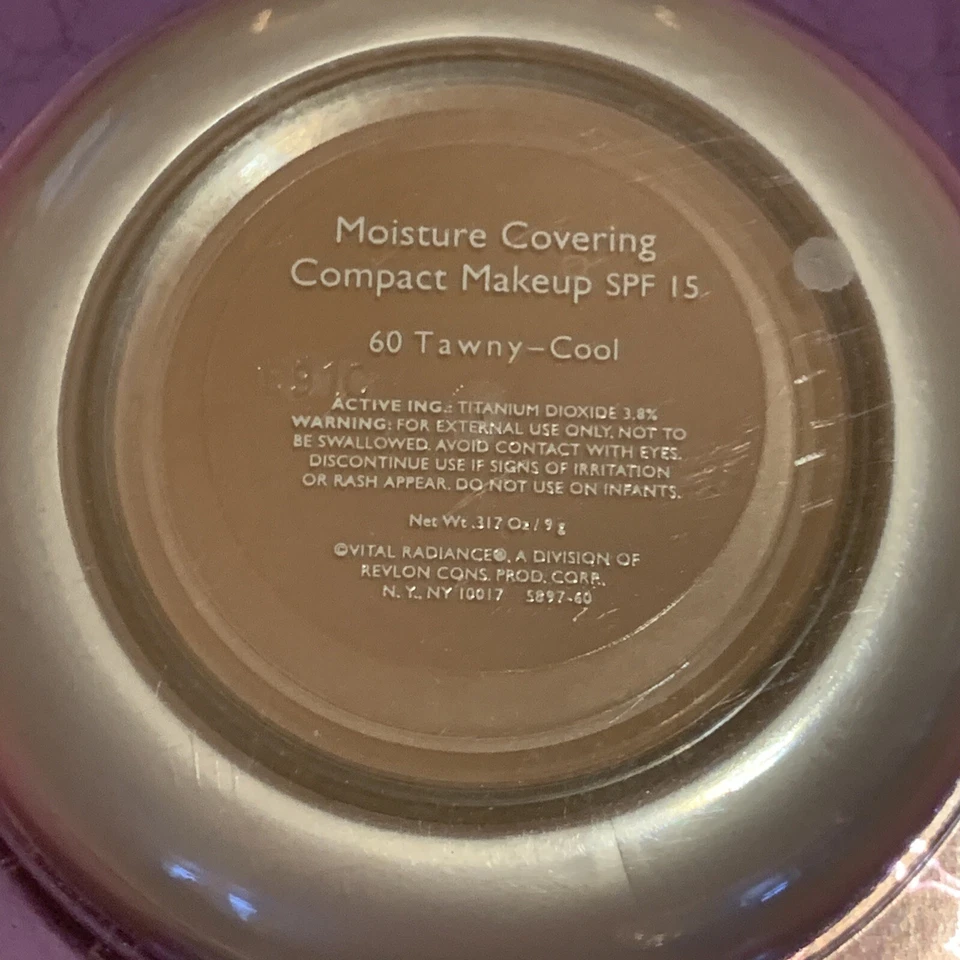 Moisture Covering
Compact Makeup SPF 15
60 Tawny–Cool
ACTIVE ING.: TITANIUM DIOXIDE 3.8%
WARNING: FOR EXTERNAL USE ONLY. NOT TO
BE SWALLOWED. AVOID CONTACT WITH EYES.
DISCONTINUE USE IF SIGNS OF IRRITATION
OR RASH APPEAR. DO NOT USE ON INFANTS.
Net Wt .317 Oz / 9 g
©VITAL RADIANCE®, A DIVISION OF
REVLON CONS. PROD. CORP.
N. Y., NY 10017 5897-60